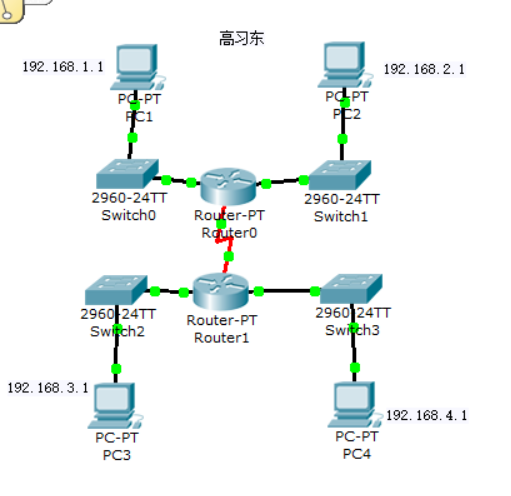 高习东
192.168.1.1
192.168.2.1
PC-PT
PC1
PC-PT
PC2
2960-24TT
Switch0
Router-PT
Router0
2960-24TT
Switch1
2960-24TT
Switch2
Router-PT
Router1
2960-24TT
Switch3
192.168.3.1
192.168.4.1
PC-PT
PC3
PC-PT
PC4